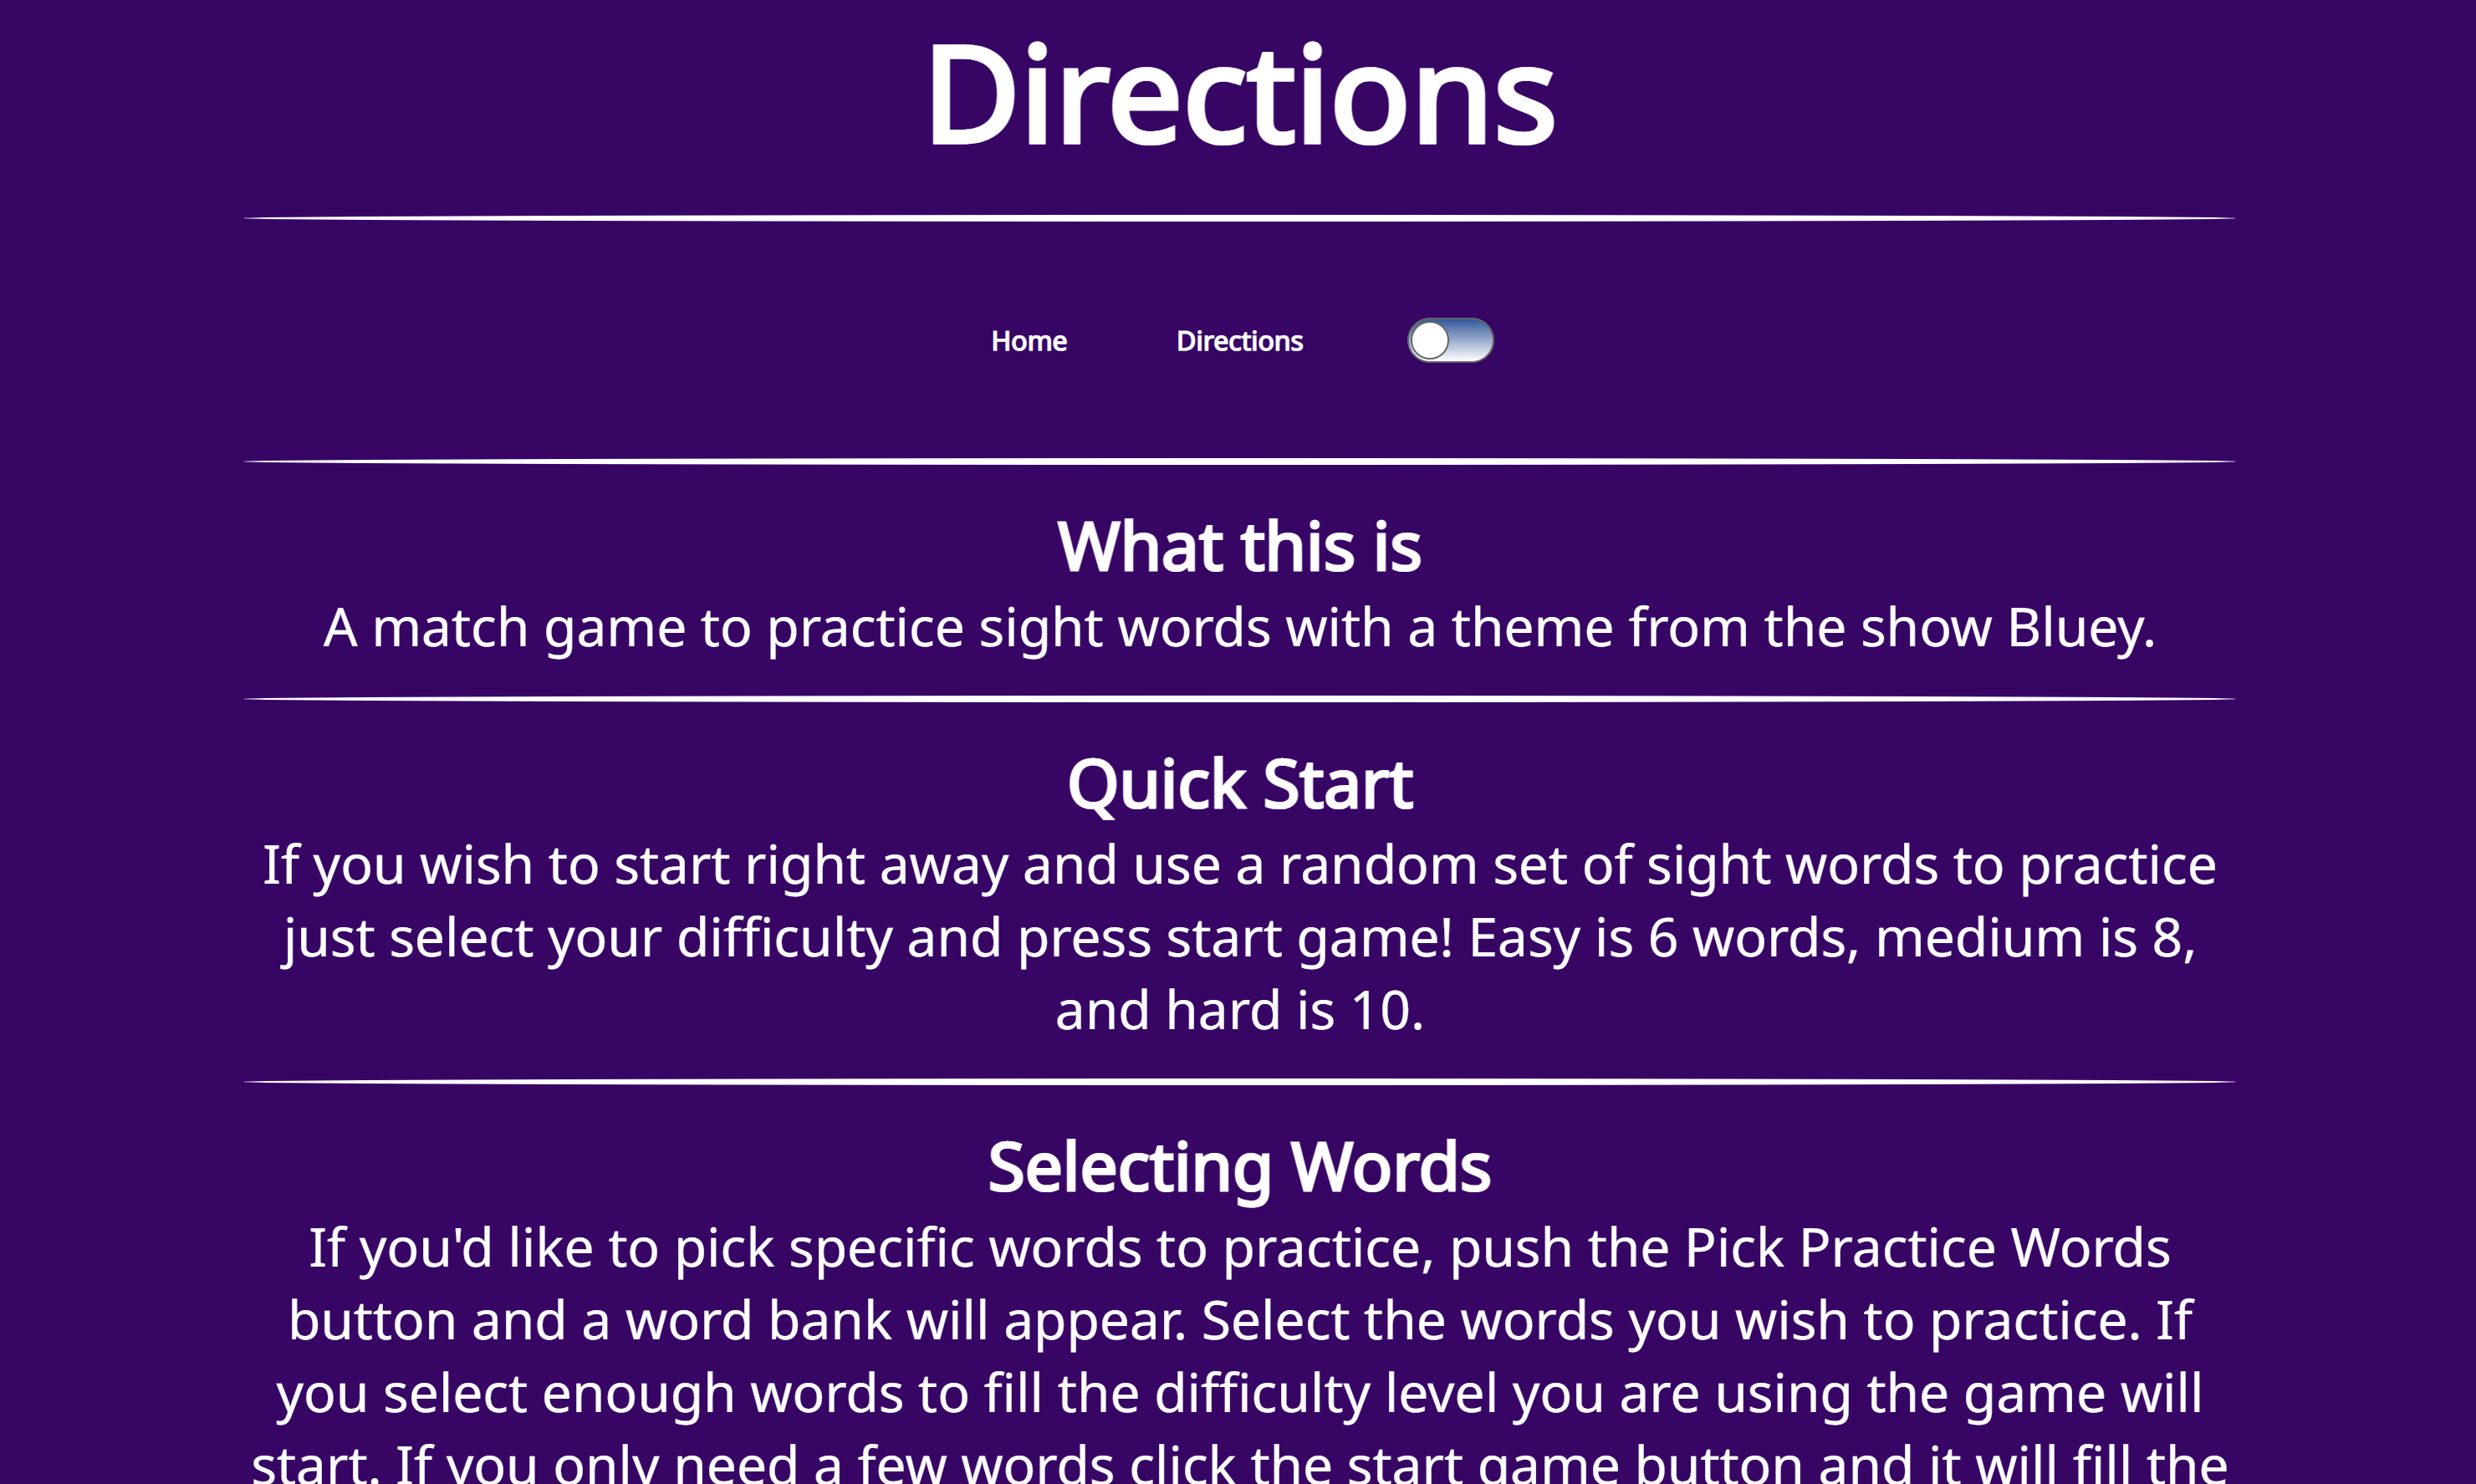 Directions
Home Directions
What this is
A match game to practice sight words with a theme from the show Bluey.
Quick Start
If you wish to start right away and use a random set of sight words to practice
just select your difficulty and press start game! Easy is 6 words, medium is 8,
and hard is 10.
Selecting Words
If you'd like to pick specific words to practice, push the Pick Practice Words
button and a word bank will appear. Select the words you wish to practice. If
you select enough words to fill the difficulty level you are using the game will
start. If you only need a few words click the start game button and it will fill the